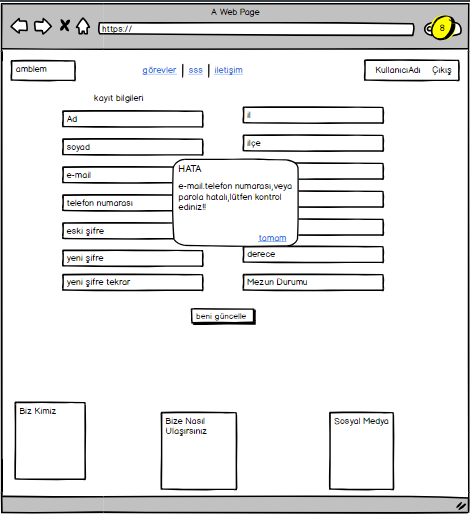 A Web Page
https://
8
amblem
görevler
sss
iletişim
KullanıcıAdı Çıkış
kayıt bilgileri
Ad
soyad
e-mail
telefon numarası
eski şifre
yeni şifre
yeni şifre tekrar
il
ilçe
HATA
e-mail,telefon numarası,veya
parola hatalı,lütfen kontrol
ediniz!!
tamam
derece
Mezun Durumu
beni güncelle
Biz Kimiz
Bize Nasıl
Ulaşırsınız
Sosyal Medya